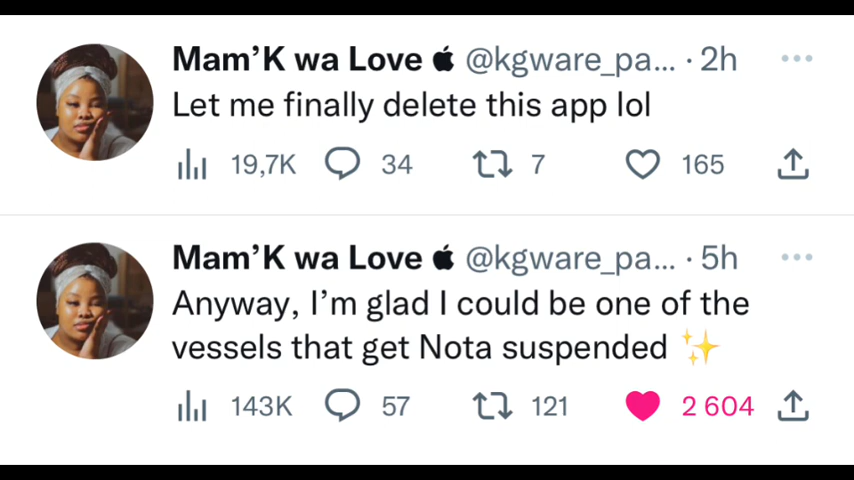 Mam’K wa Love @kgware_pa... · 2h
Let me finally delete this app lol
19,7K 34 7 165
Mam’K wa Love @kgware_pa... · 5h
Anyway, I’m glad I could be one of the
vessels that get Nota suspended ✨
143K 57 121 2 604